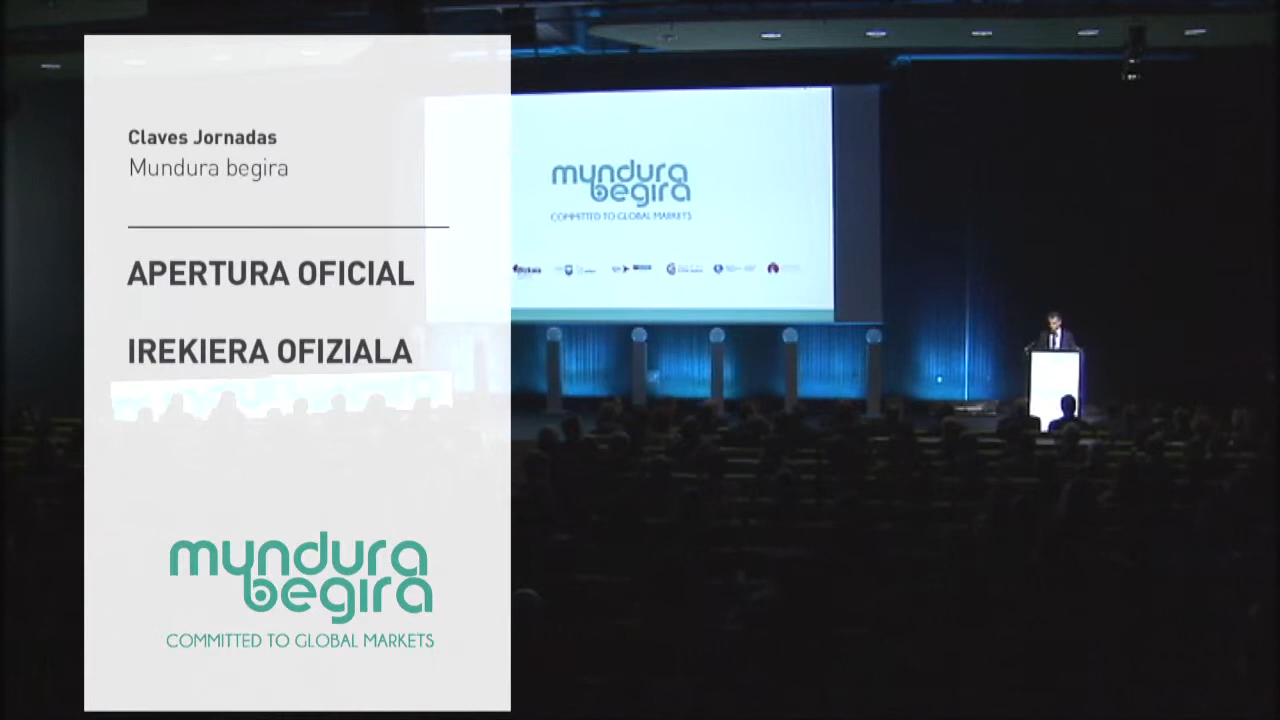 Claves Jornadas
Mundura begira
APERTURA OFICIAL
IREKIERA OFIZIALA
mundura
begira
COMMITTED TO GLOBAL MARKETS
mundura
begira
COMMITTED TO GLOBAL MARKETS